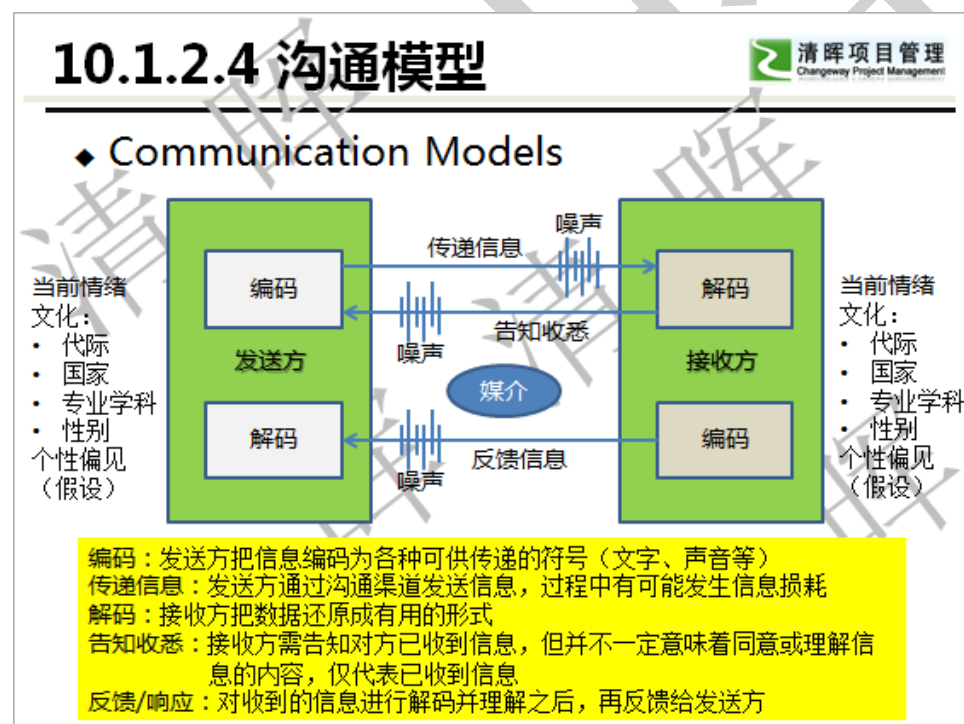 10.1.2.4 沟通模型
清晖项目管理
Changeway Project Management
◆ Communication Models
噪声
传递信息
编码
解码
告知收悉
噪声
发送方
接收方
媒介
解码
编码
反馈信息
噪声
当前情绪
文化：
• 代际
• 国家
• 专业学科
• 性别
个性偏见
（假设）
当前情绪
文化：
• 代际
• 国家
• 专业学科
• 性别
个性偏见
（假设）
编码：发送方把信息编码为各种可供传递的符号（文字、声音等）
传递信息：发送方通过沟通渠道发送信息，过程中有可能发生信息损耗
解码：接收方把数据还原成有用的形式
告知收悉：接收方需告知对方已收到信息，但并不一定意味着同意或理解信
息的内容，仅代表已收到信息
反馈/响应：对收到的信息进行解码并理解之后，再反馈给发送方
清晖
清晖
清晖